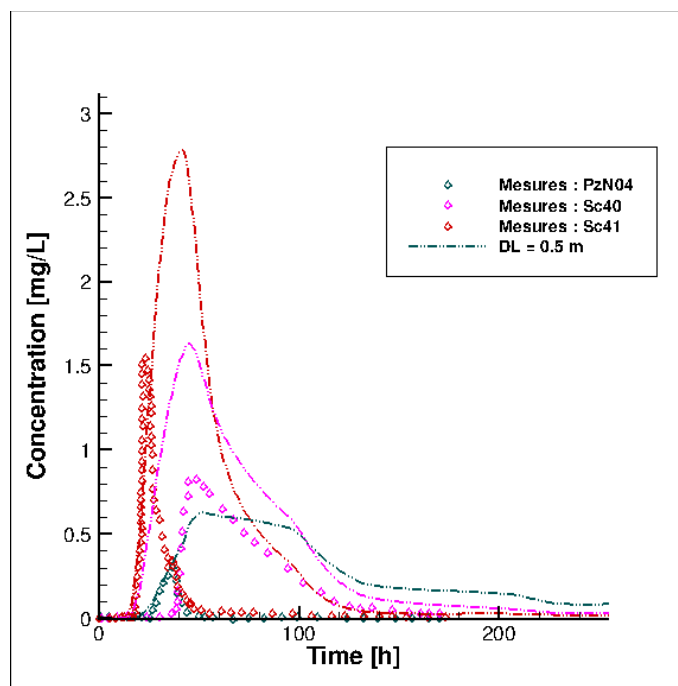 3
2.5
2
1.5
1
0.5
0
Concentration [mg/L]
0 100 200
Time [h]
Mesures : PzN04
Mesures : Sc40
Mesures : Sc41
DL = 0.5 m